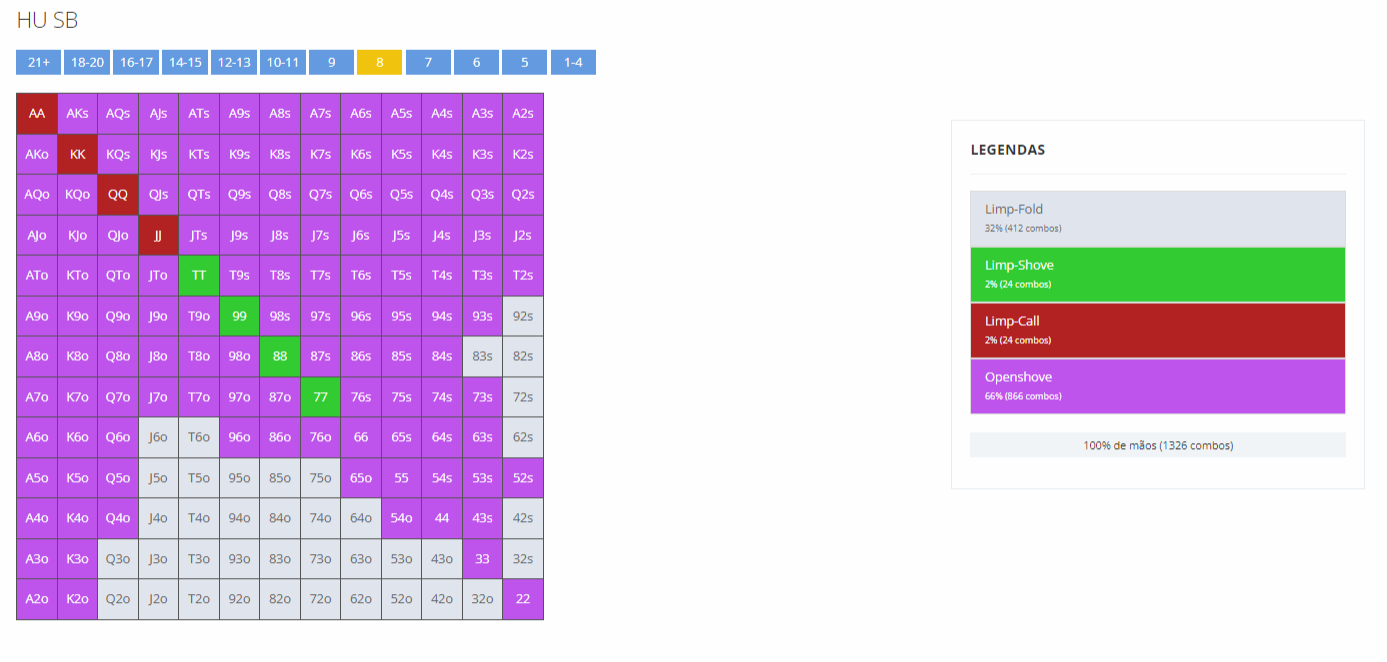 HU SB
21+ 18-20 16-17 14-15 12-13 10-11 9 8 7 6 5 1-4
AA AKs AQs AJs ATs A9s A8s A7s A6s A5s A4s A3s A2s
AKo KK KQs KJs KTs K9s K8s K7s K6s K5s K4s K3s K2s
AQo KQo QQ QJs QTs Q9s Q8s Q7s Q6s Q5s Q4s Q3s Q2s
AJo KJo QJo JJ JTs J9s J8s J7s J6s J5s J4s J3s J2s
ATo KTo QTo JTo TT T9s T8s T7s T6s T5s T4s T3s T2s
A9o K9o Q9o J9o T9o 99 98s 97s 96s 95s 94s 93s 92s
A8o K8o Q8o J8o T8o 98o 88 87s 86s 85s 84s 83s 82s
A7o K7o Q7o J7o T7o 97o 87o 77 76s 75s 74s 73s 72s
A6o K6o Q6o J6o T6o 96o 86o 76o 66 65s 64s 63s 62s
A5o K5o Q5o J5o T5o 95o 85o 75o 65o 55 54s 53s 52s
A4o K4o Q4o J4o T4o 94o 84o 74o 64o 54o 44 43s 42s
A3o K3o Q3o J3o T3o 93o 83o 73o 63o 53o 43o 33 32s
A2o K2o Q2o J2o T2o 92o 82o 72o 62o 52o 42o 32o 22
LEGENDAS
Limp-Fold
32% (412 combos)
Limp-Shove
2% (24 combos)
Limp-Call
2% (24 combos)
Openshove
66% (866 combos)
100% de mãos (1326 combos)